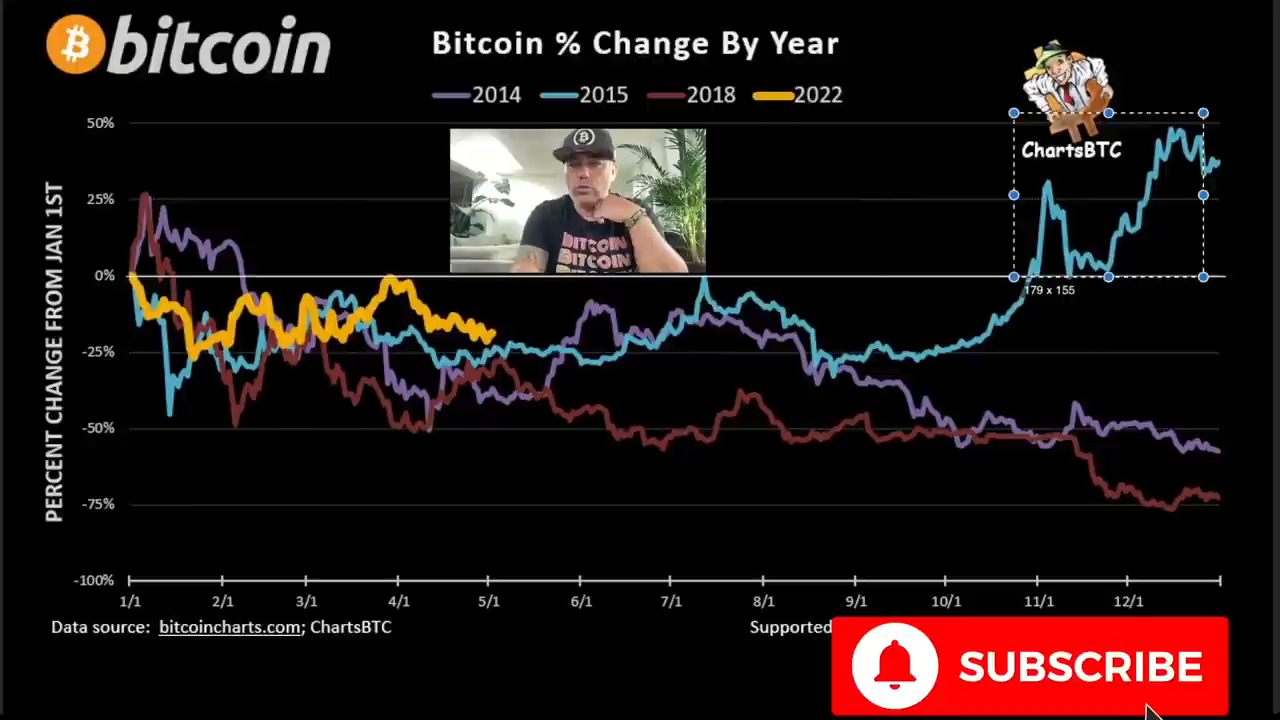 bitcoin
Bitcoin % Change By Year
2014 2015 2018 2022
ChartsBTC
179 x 155
PERCENT CHANGE FROM JAN 1ST
50%
25%
0%
-25%
-50%
-75%
-100%
BITCOIN
BITCOIN
1/1 2/1 3/1 4/1 5/1 6/1 7/1 8/1 9/1 10/1 11/1 12/1
Data source: bitcoincharts.com; ChartsBTC
Supported
SUBSCRIBE